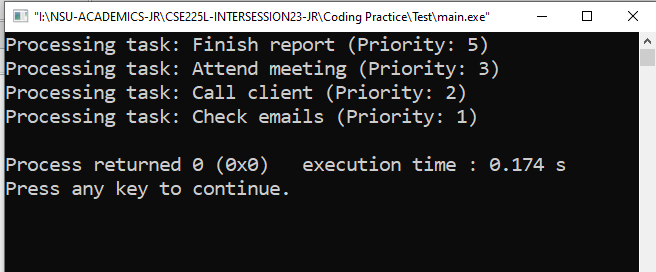 "I:\NSU-ACADEMICS-JR\CSE225L-INTERSESSION23-JR\Coding Practice\Test\main.exe"
Processing task: Finish report (Priority: 5)
Processing task: Attend meeting (Priority: 3)
Processing task: Call client (Priority: 2)
Processing task: Check emails (Priority: 1)
Process returned 0 (0x0)   execution time : 0.174 s
Press any key to continue.